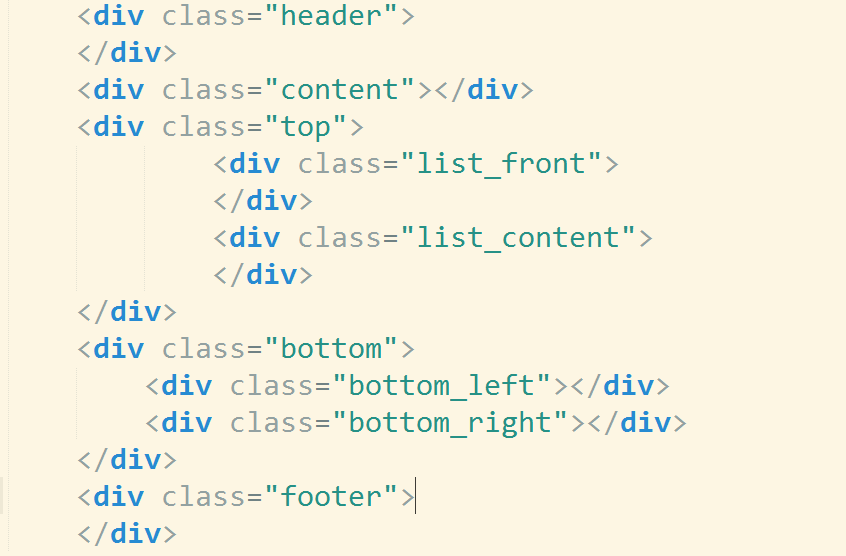 <div class="header">
</div>
<div class="content"></div>
<div class="top">
        <div class="list_front">
        </div>
        <div class="list_content">
        </div>
</div>
<div class="bottom">
    <div class="bottom_left"></div>
    <div class="bottom_right"></div>
</div>
<div class="footer">
</div>